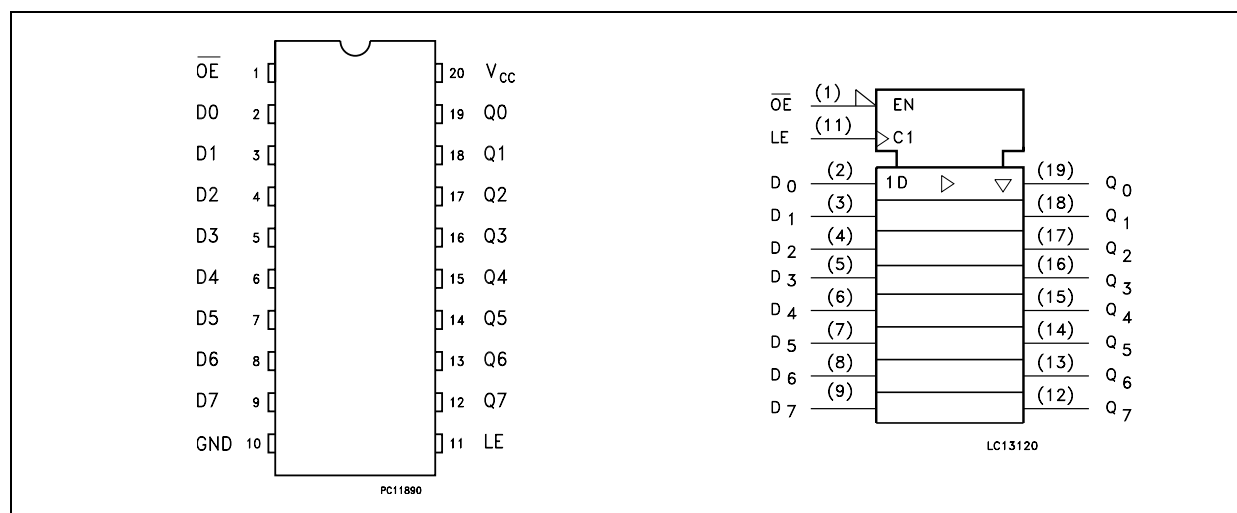 OE 1 20 VCC
D0 2 19 Q0
D1 3 18 Q1
D2 4 17 Q2
D3 5 16 Q3
D4 6 15 Q4
D5 7 14 Q5
D6 8 13 Q6
D7 9 12 Q7
GND 10 11 LE
PC11890
OE (1) EN
LE (11) C1
D0 (2) 1D (19) Q0
D1 (3) (18) Q1
D2 (4) (17) Q2
D3 (5) (16) Q3
D4 (6) (15) Q4
D5 (7) (14) Q5
D6 (8) (13) Q6
D7 (9) (12) Q7
LC13120